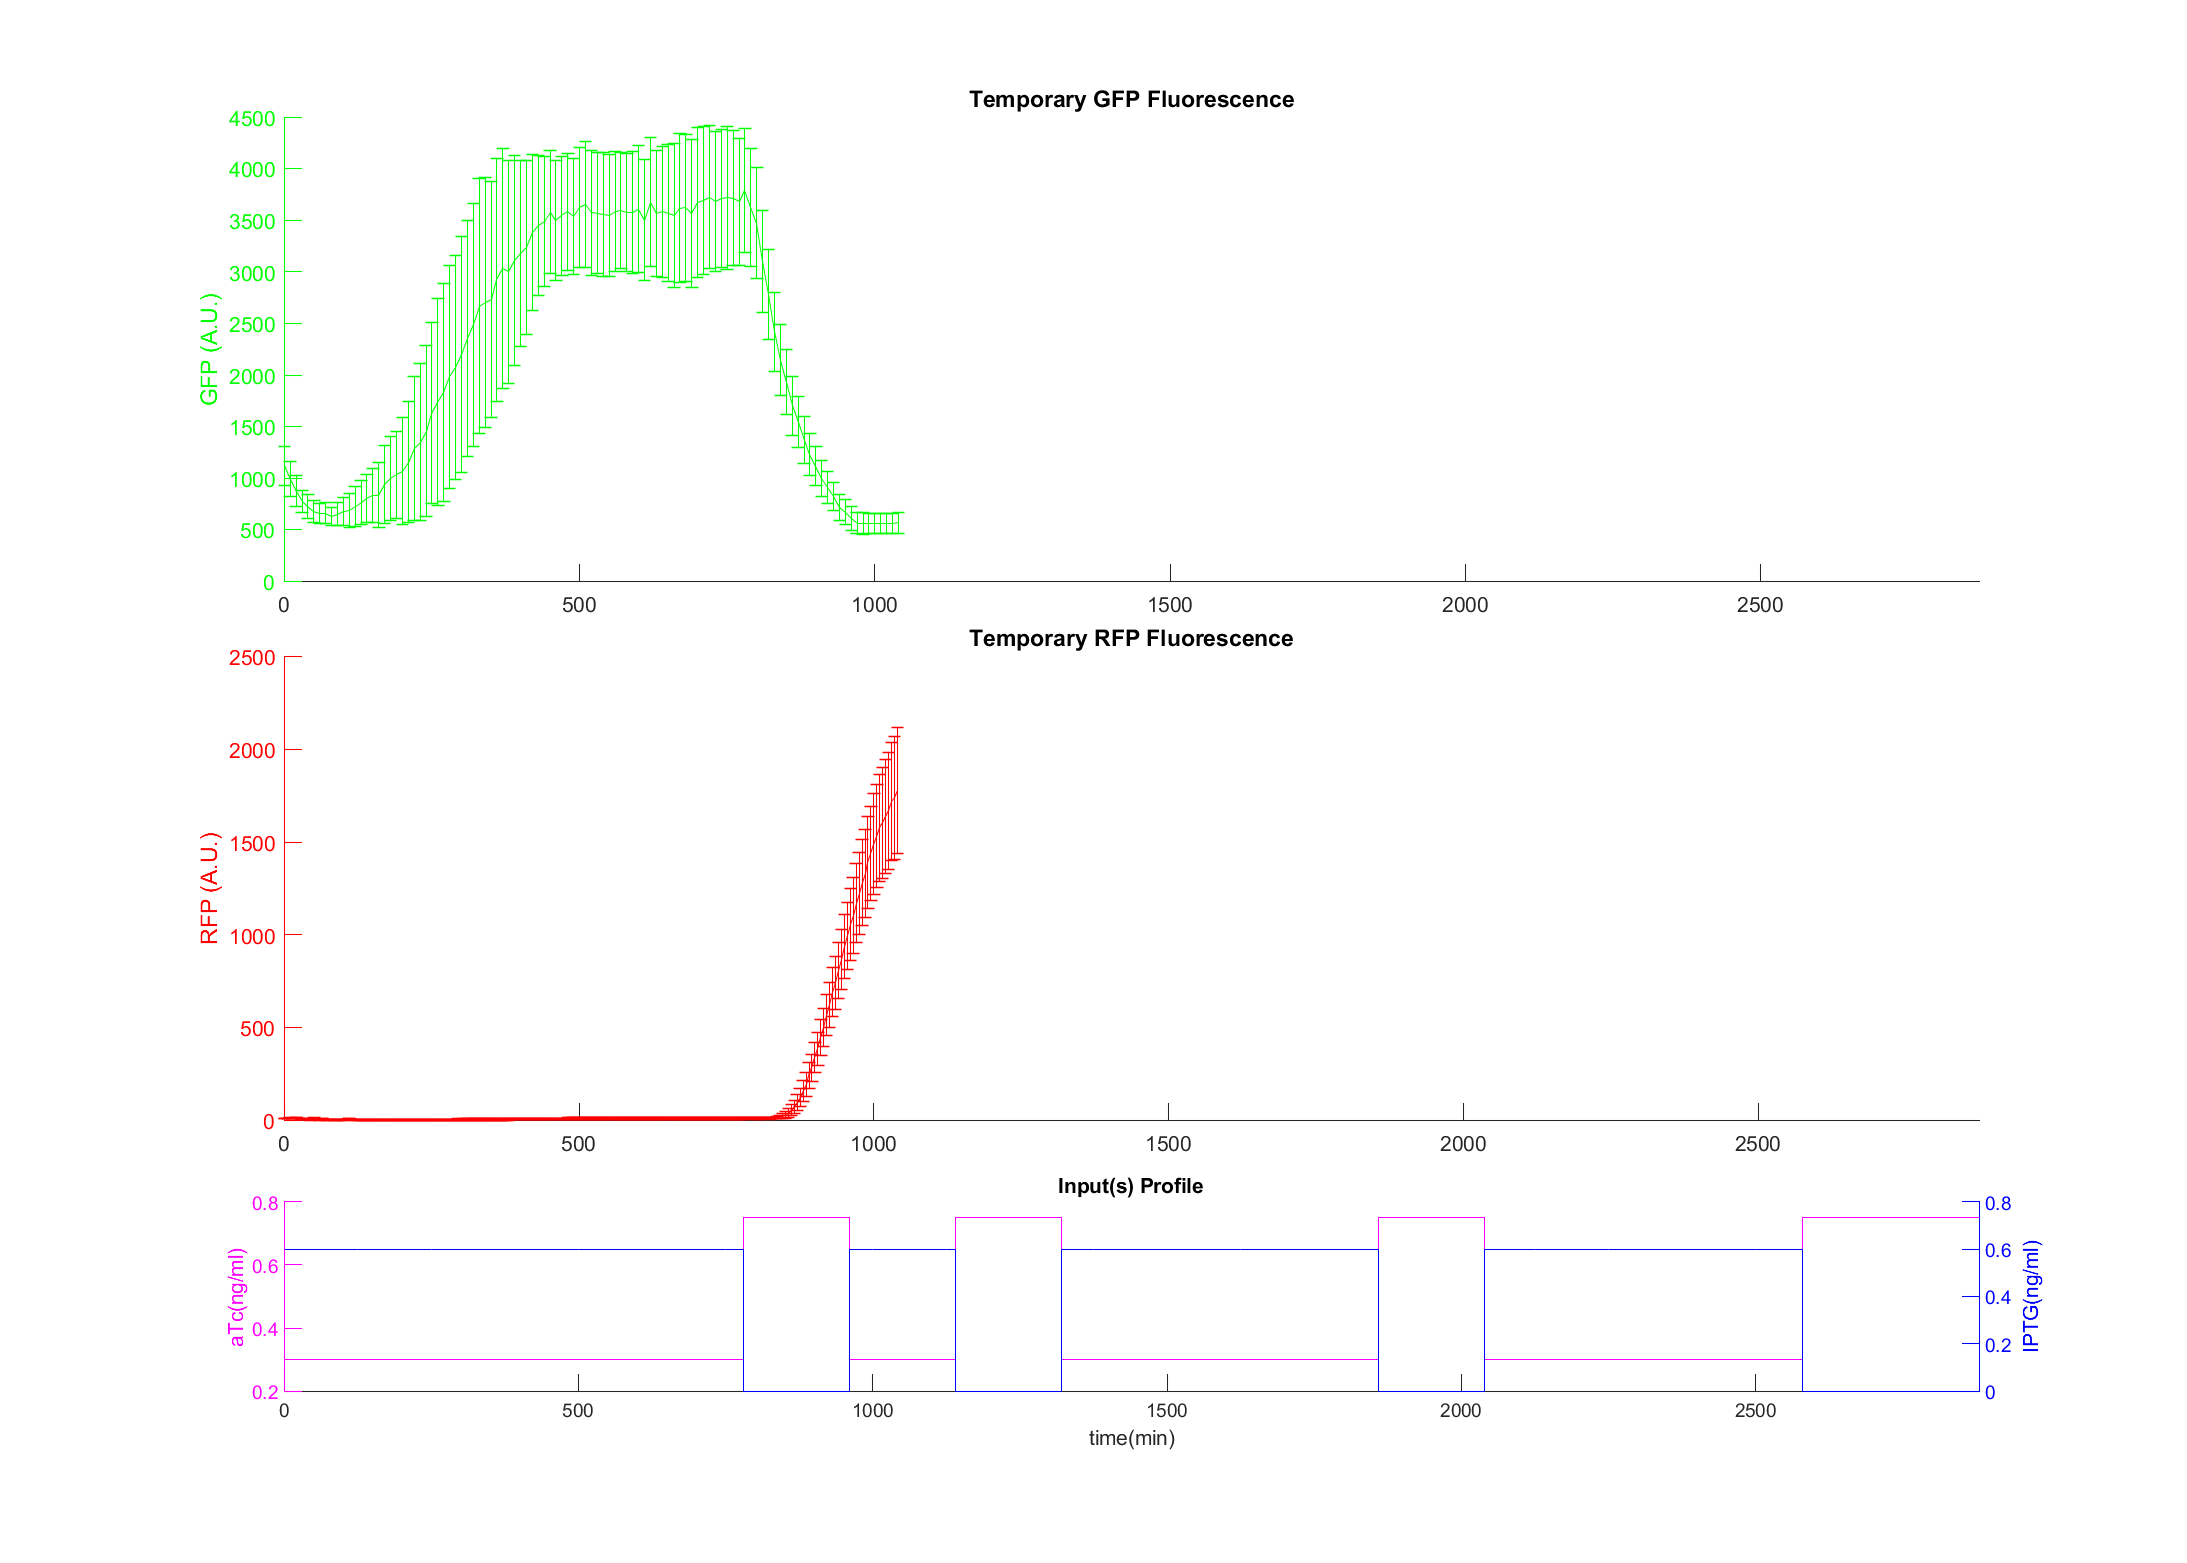 Temporary GFP Fluorescence
4500
4000
3500
3000
2500
2000
1500
1000
500
0
GFP (A.U.)
0 500 1000 1500 2000 2500
Temporary RFP Fluorescence
2500
2000
1500
1000
500
0
RFP (A.U.)
0 500 1000 1500 2000 2500
Input(s) Profile
0.8
0.6
0.4
0.2
aTc(ng/ml)
0.8
0.6
0.4
0.2
0
IPTG(ng/ml)
0 500 1000 1500 2000 2500
time(min)